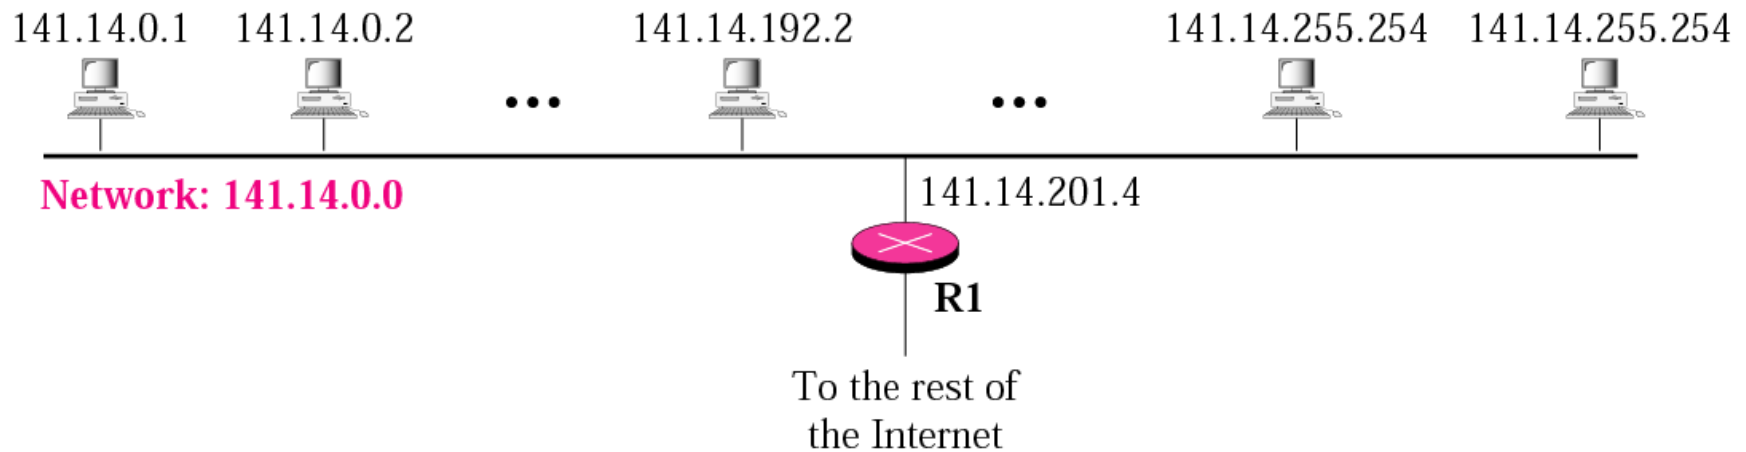 141.14.0.1 141.14.0.2 141.14.192.2 141.14.255.254 141.14.255.254
Network: 141.14.0.0
141.14.201.4
R1
To the rest of
the Internet